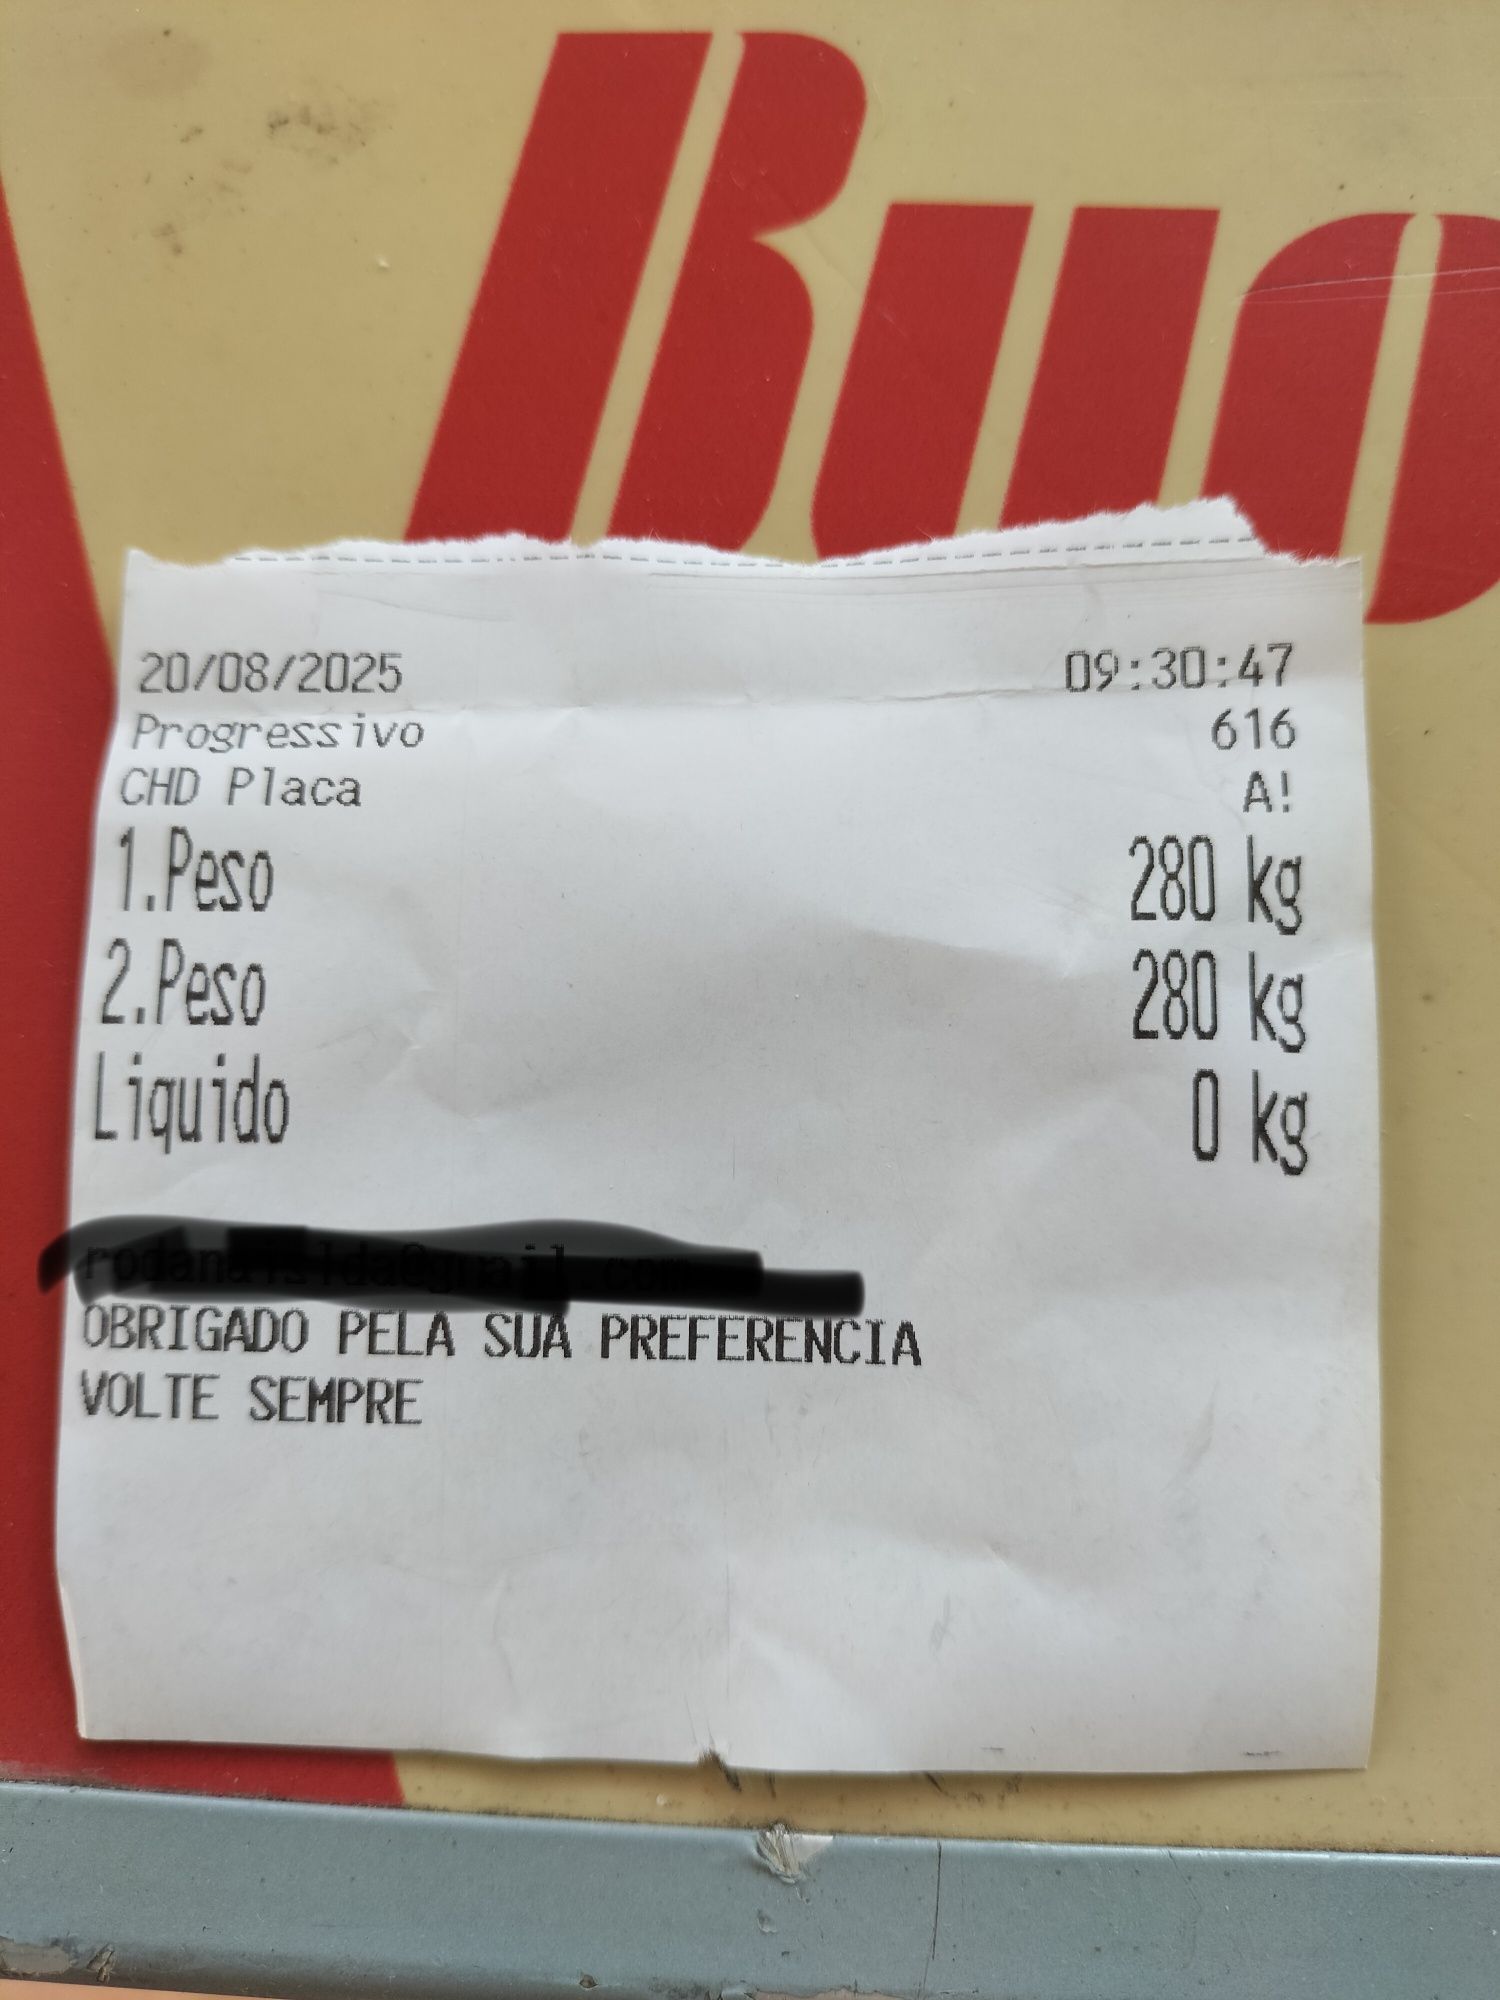 Buo
20/08/2025 09:30:47
Progressivo 616
CHD Placa A!
1.Peso 280 kg
2.Peso 280 kg
Liquido 0 kg
OBRIGADO PELA SUA PREFERENCIA
VOLTE SEMPRE